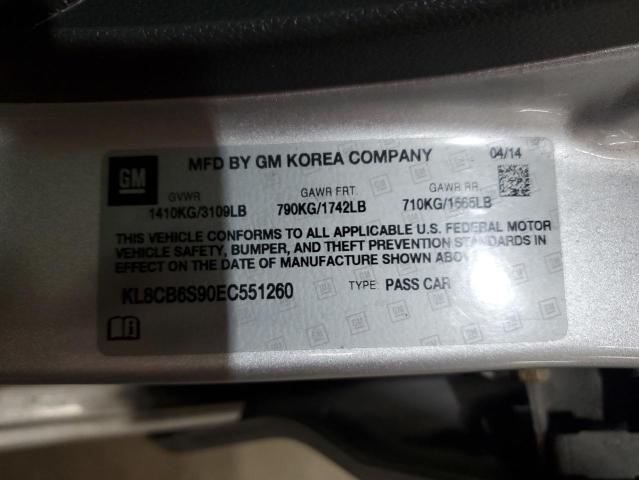 GM MFD BY GM KOREA COMPANY 04/14
GVWR GAWR FRT. GAWR RR.
1410KG/3109LB 790KG/1742LB 710KG/1565LB
THIS VEHICLE CONFORMS TO ALL APPLICABLE U.S. FEDERAL MOTOR
VEHICLE SAFETY, BUMPER, AND THEFT PREVENTION STANDARDS IN
EFFECT ON THE DATE OF MANUFACTURE SHOWN ABOVE.
KL8CB6S90EC551260 TYPE: PASS CAR